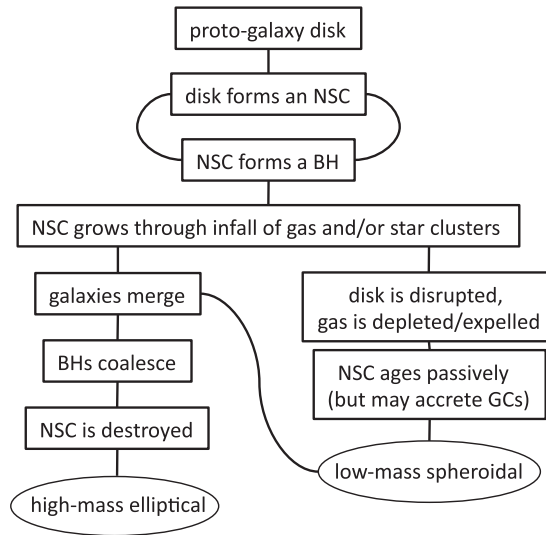 proto-galaxy disk
disk forms an NSC
NSC forms a BH
NSC grows through infall of gas and/or star clusters
galaxies merge
BHs coalesce
NSC is destroyed
high-mass elliptical
disk is disrupted,
gas is depleted/expelled
NSC ages passively
(but may accrete GCs)
low-mass spheroidal